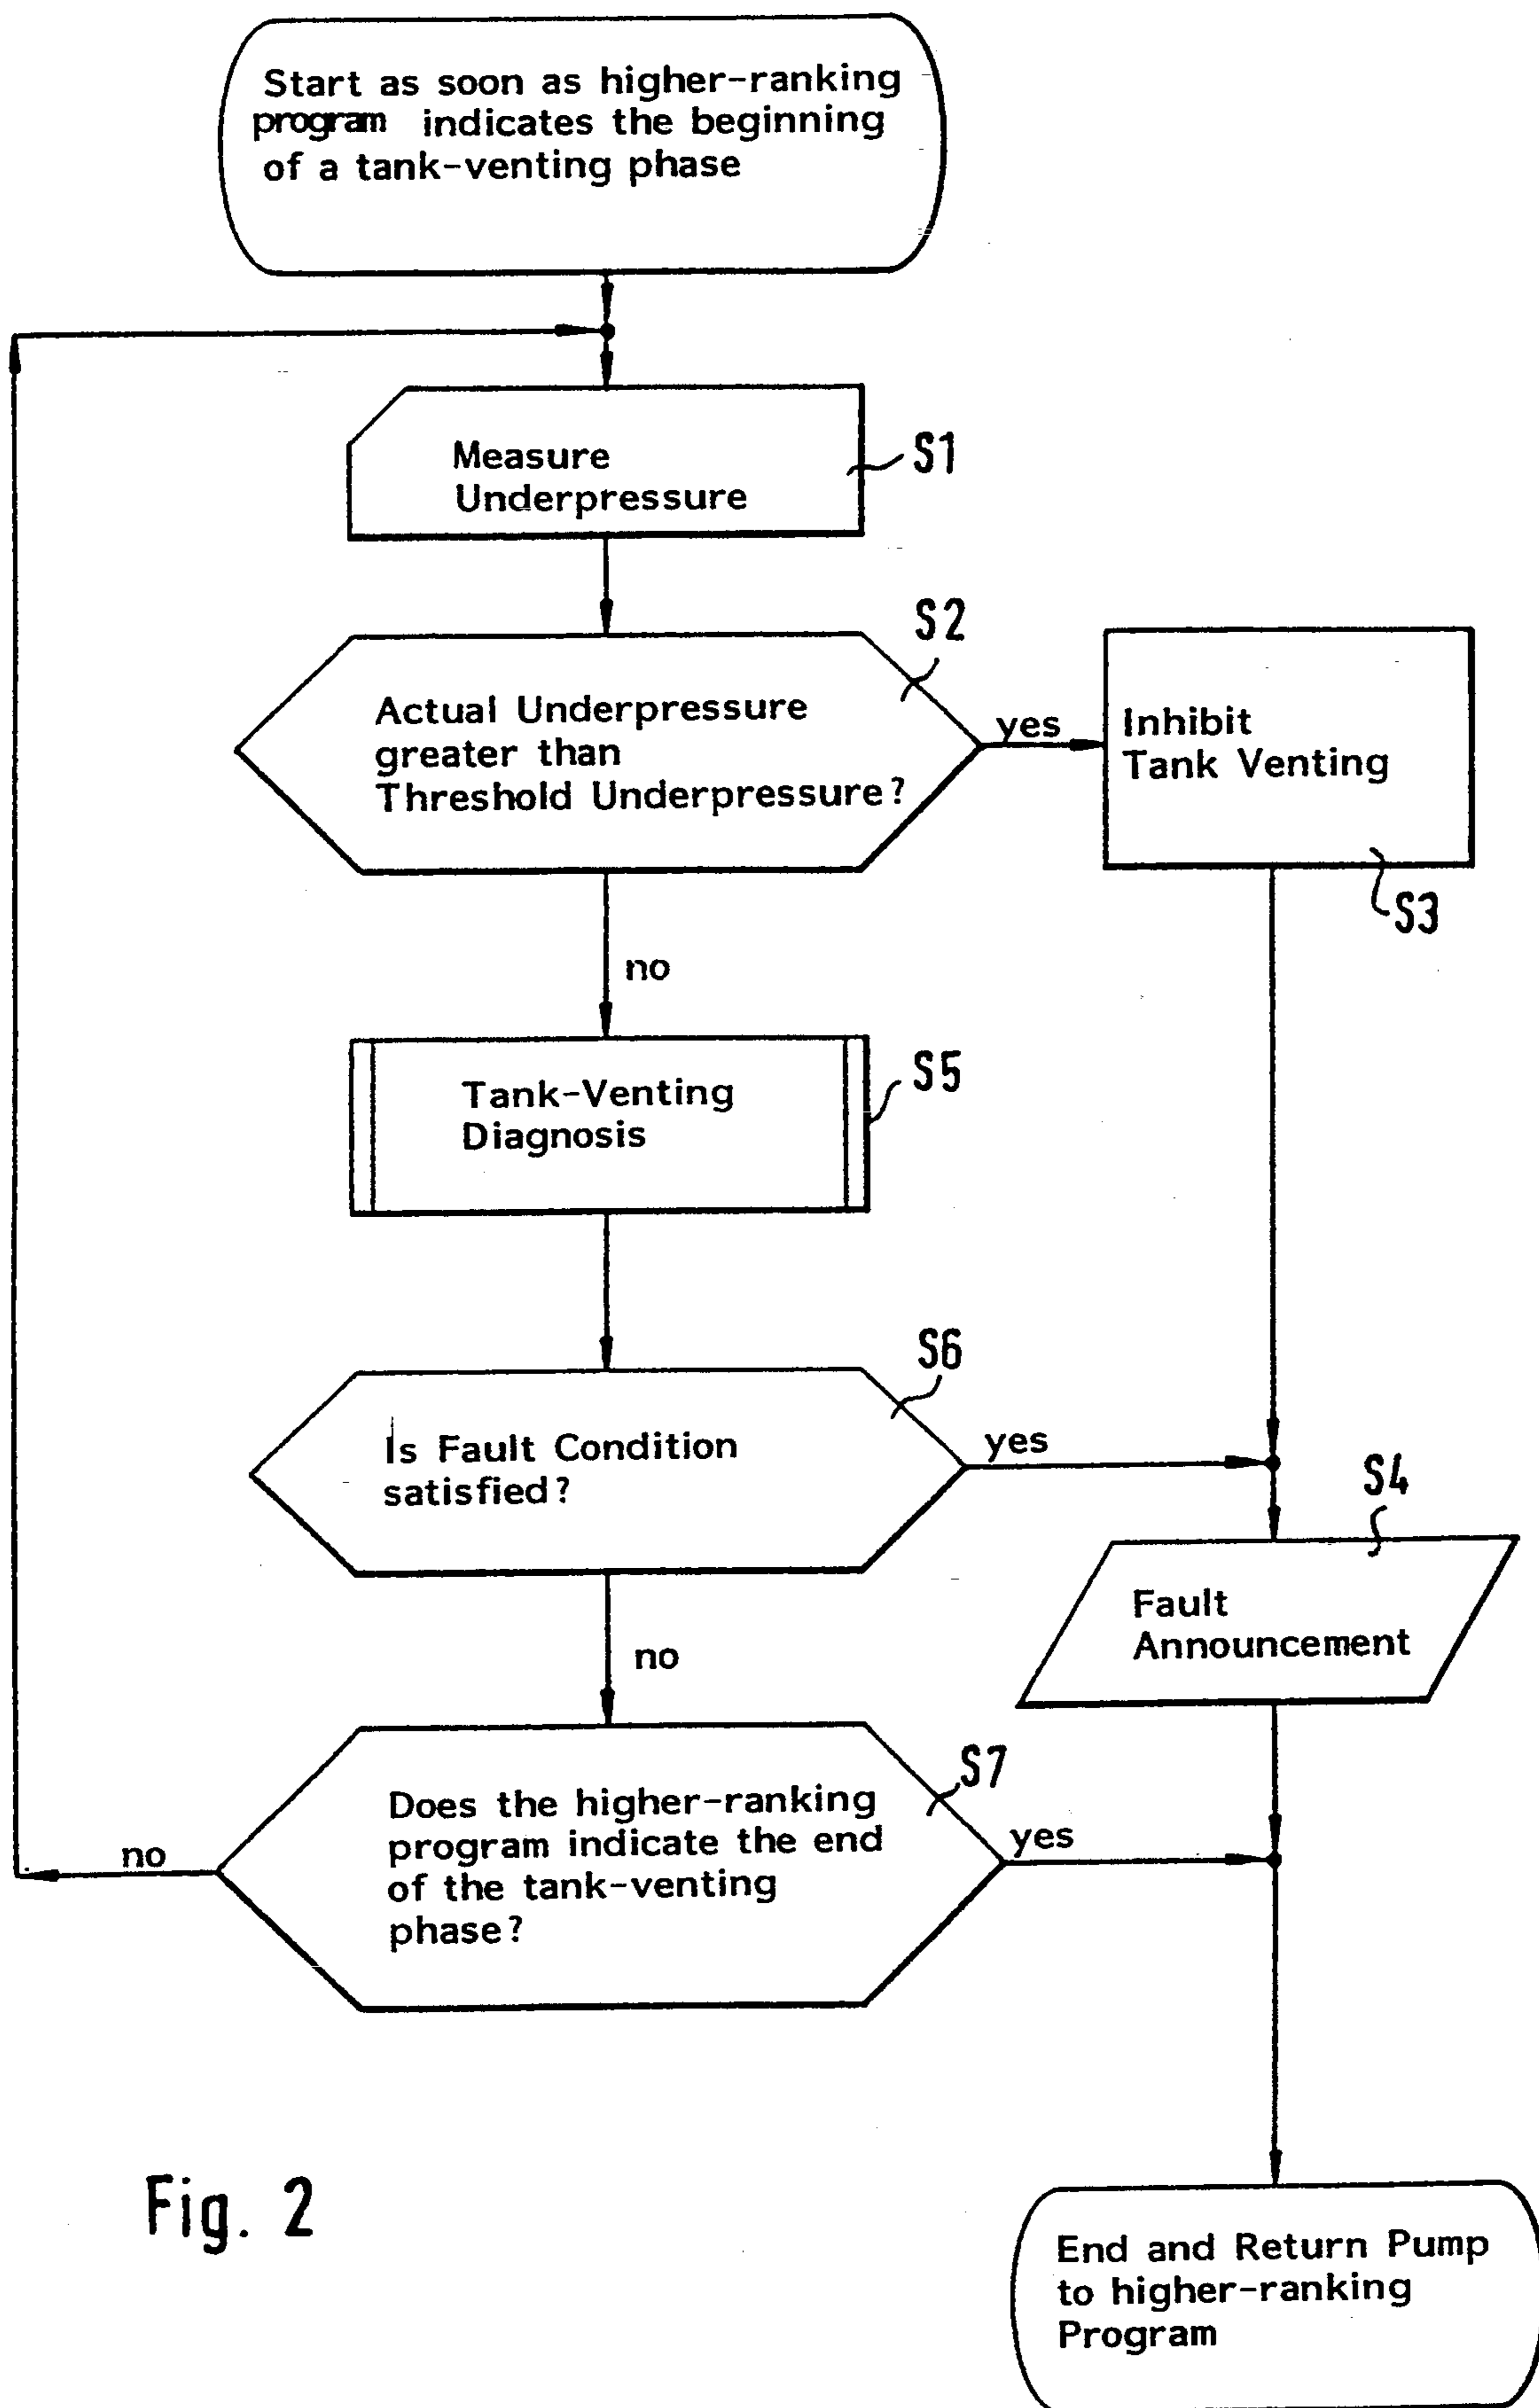 Start as soon as higher-ranking
program indicates the beginning
of a tank-venting phase
Measure
Underpressure
S1
S2
Actual Underpressure
greater than
Threshold Underpressure?
yes
Inhibit
Tank Venting
S3
no
Tank-Venting
Diagnosis
S5
S6
Is Fault Condition
satisfied?
yes
S4
Fault
Announcement
no
S7
Does the higher-ranking
program indicate the end
of the tank-venting
phase?
no
yes
Fig. 2
End and Return Pump
to higher-ranking
Program